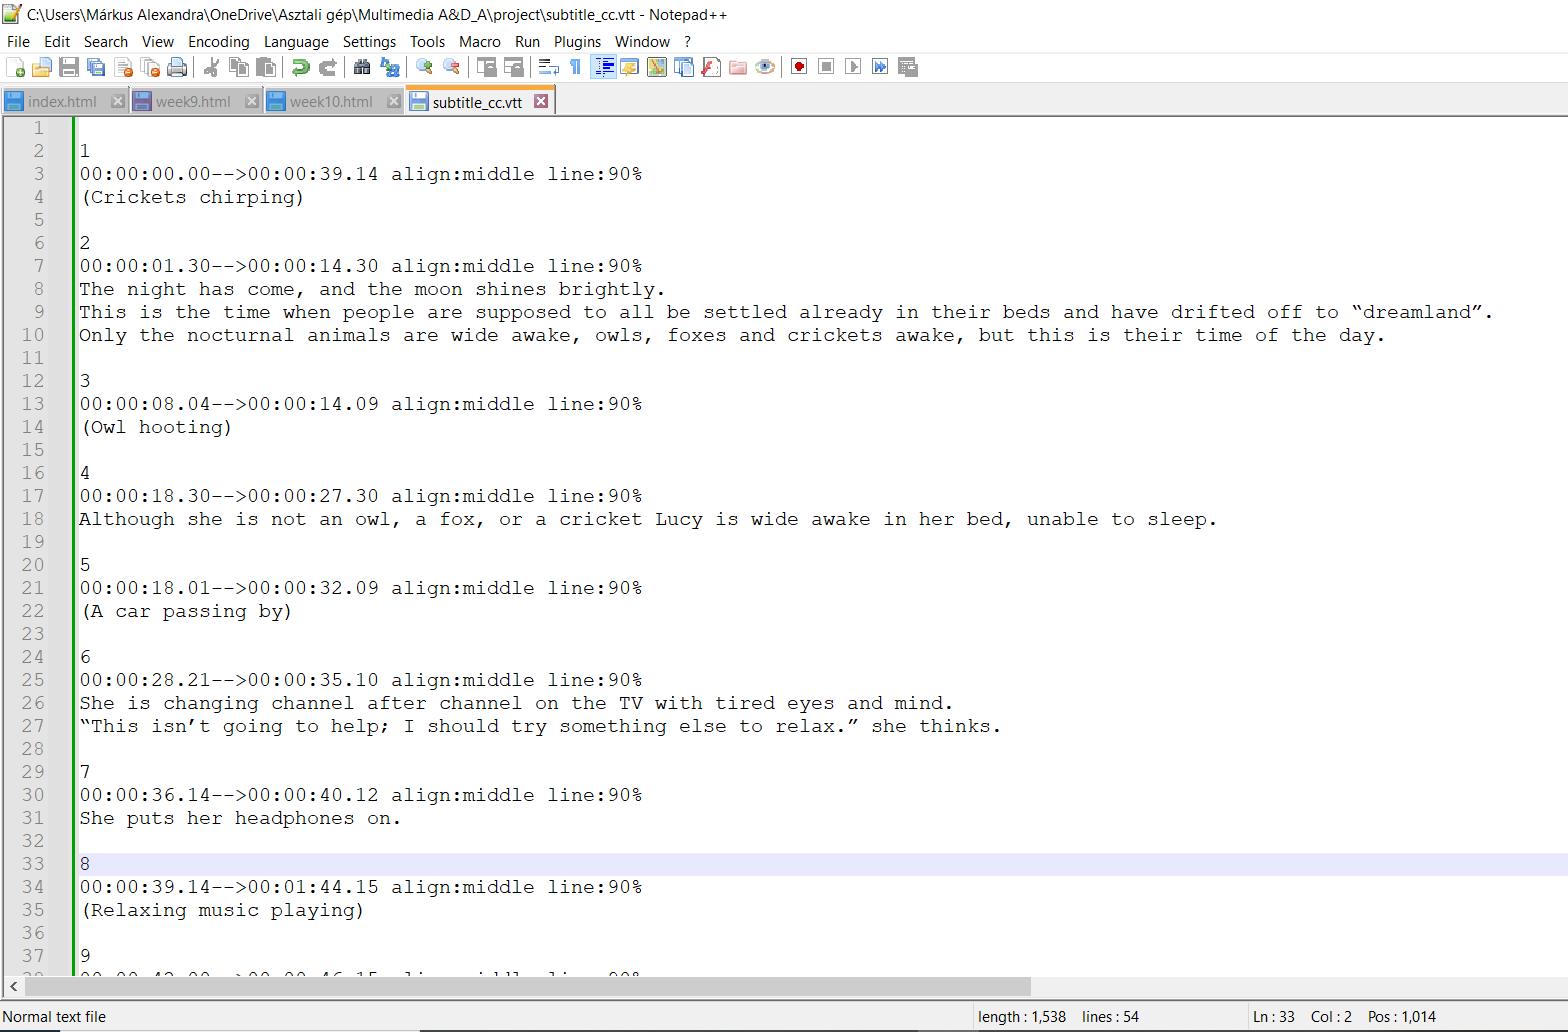 C:\Users\Márkus Alexandra\OneDrive\Asztali gép\Multimedia A&D_A\project\subtitle_cc.vtt - Notepad++
File Edit Search View Encoding Language Settings Tools Macro Run Plugins Window ?
index.html week9.html week10.html subtitle_cc.vtt
1
2 1
3 00:00:00.00-->00:00:39.14 align:middle line:90%
4 (Crickets chirping)
5
6 2
7 00:00:01.30-->00:00:14.30 align:middle line:90%
8 The night has come, and the moon shines brightly.
9 This is the time when people are supposed to all be settled already in their beds and have drifted off to “dreamland”.
10 Only the nocturnal animals are wide awake, owls, foxes and crickets awake, but this is their time of the day.
11
12 3
13 00:00:08.04-->00:00:14.09 align:middle line:90%
14 (Owl hooting)
15
16 4
17 00:00:18.30-->00:00:27.30 align:middle line:90%
18 Although she is not an owl, a fox, or a cricket Lucy is wide awake in her bed, unable to sleep.
19
20 5
21 00:00:18.01-->00:00:32.09 align:middle line:90%
22 (A car passing by)
23
24 6
25 00:00:28.21-->00:00:35.10 align:middle line:90%
26 She is changing channel after channel on the TV with tired eyes and mind.
27 “This isn’t going to help; I should try something else to relax.” she thinks.
28
29 7
30 00:00:36.14-->00:00:40.12 align:middle line:90%
31 She puts her headphones on.
32
33 8
34 00:00:39.14-->00:01:44.15 align:middle line:90%
35 (Relaxing music playing)
36
37 9
Normal text file length : 1,538 lines : 54 Ln : 33 Col : 2 Pos : 1,014